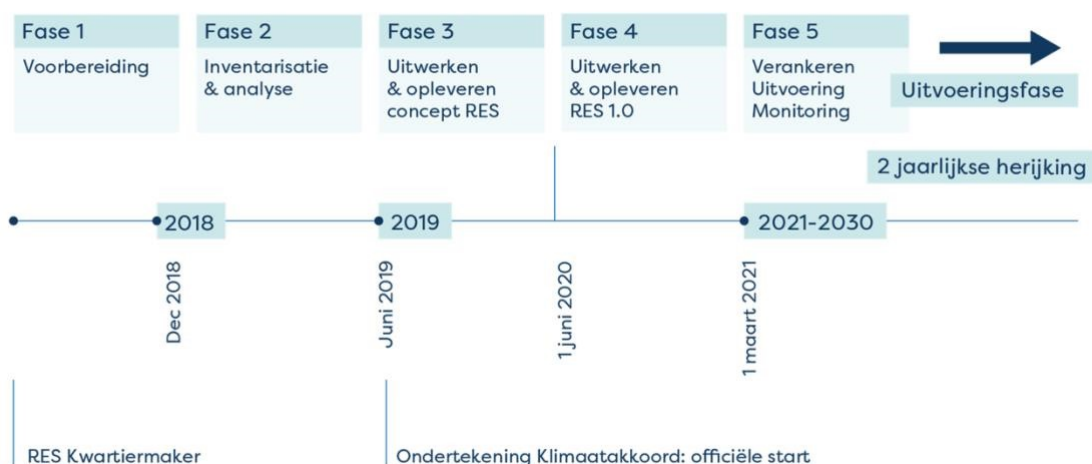 Fase 1
Voorbereiding
Fase 2
Inventarisatie
& analyse
Fase 3
Uitwerken
& opleveren
concept RES
Fase 4
Uitwerken
& opleveren
RES 1.0
Fase 5
Verankeren
Uitvoering
Monitoring
Uitvoeringsfase
2 jaarlijkse herijking
2018
2019
2021-2030
Dec 2018
Juni 2019
1 juni 2020
1 maart 2021
RES Kwartiermaker
Ondertekening Klimaatakkoord: officiële start